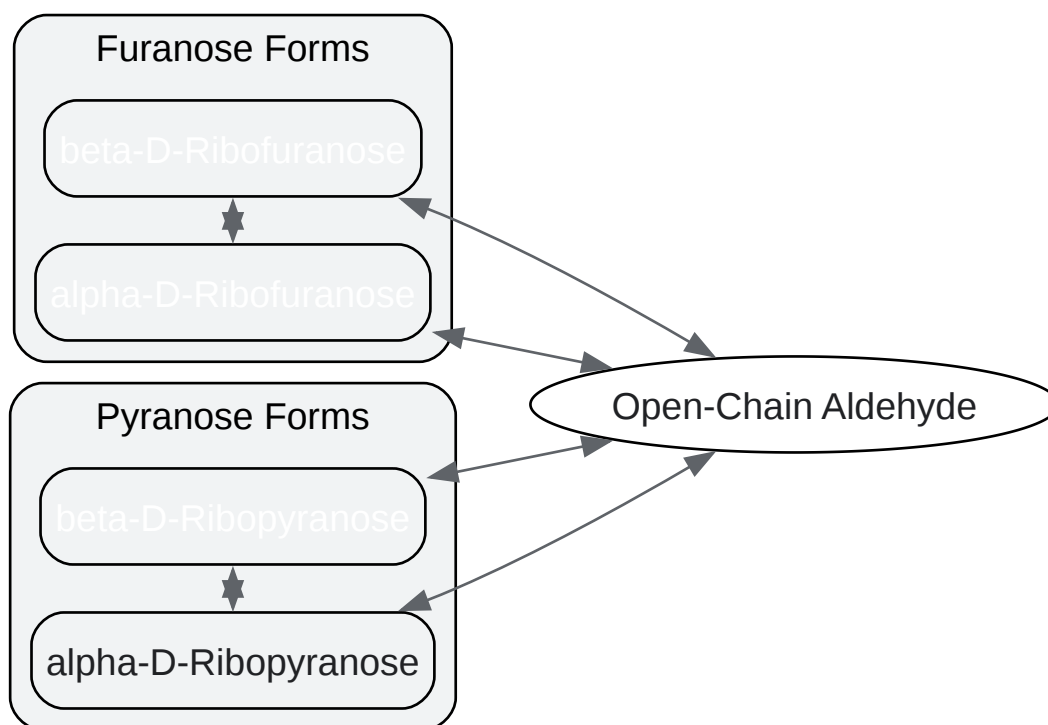 Furanose Forms
beta-D-Ribofuranose
alpha-D-Ribofuranose
Open-Chain Aldehyde
Pyranose Forms
beta-D-Ribopyranose
alpha-D-Ribopyranose